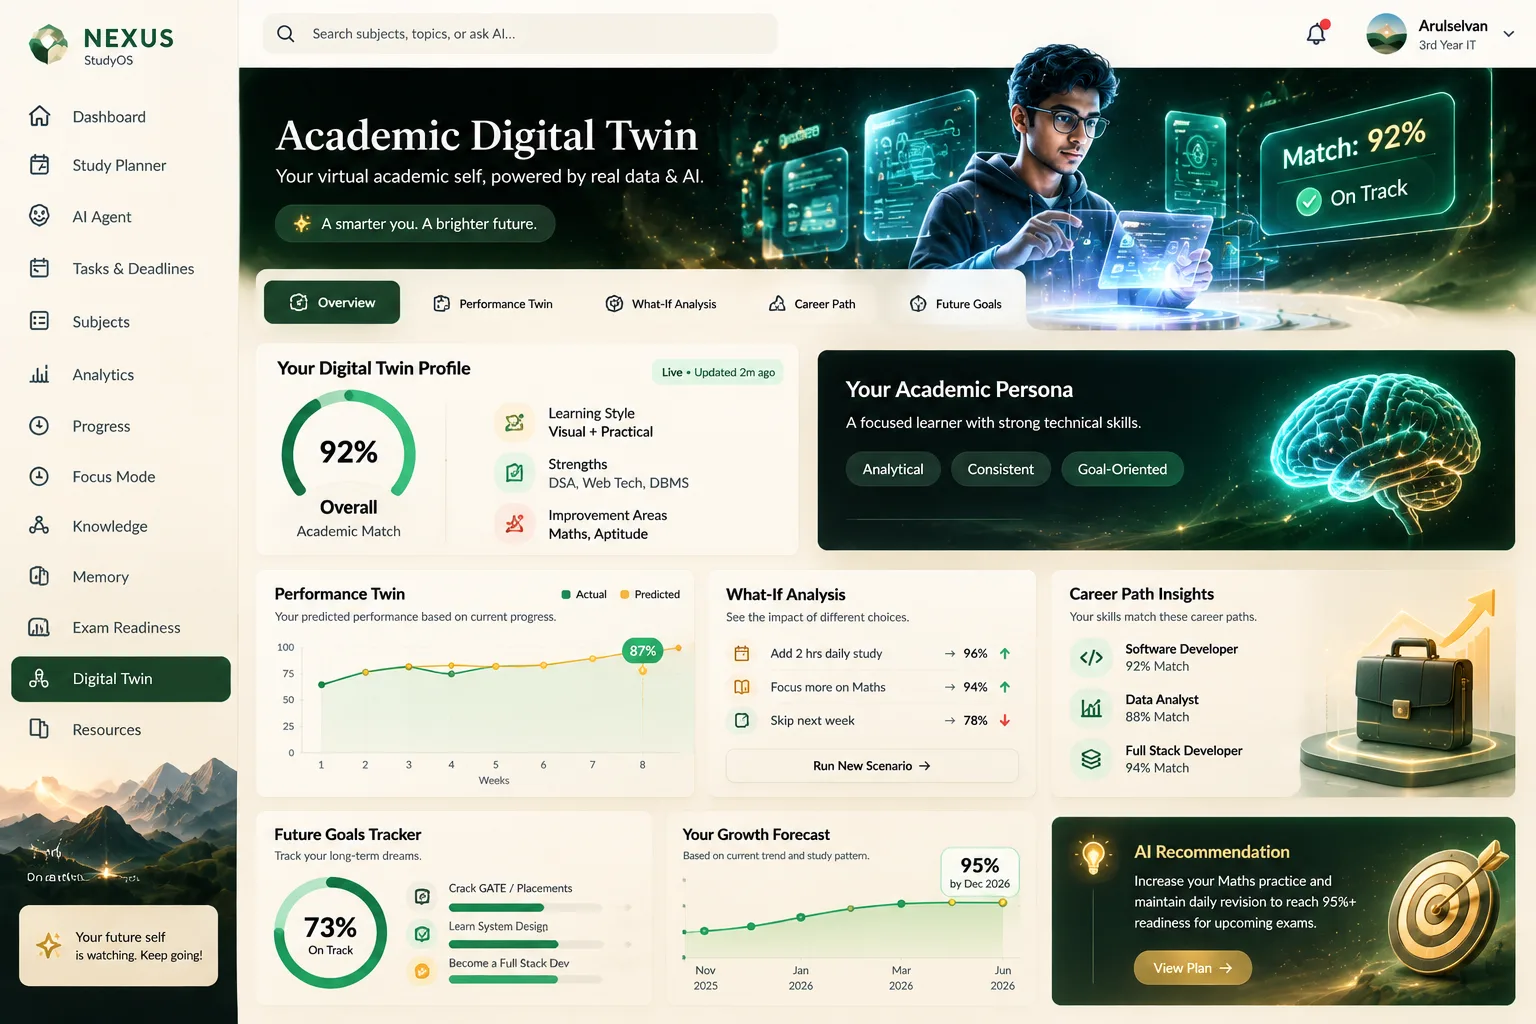 NEXUS
StudyOS
Search subjects, topics, or ask AI...
Arulselvan
3rd Year IT
Dashboard
Study Planner
AI Agent
Tasks & Deadlines
Subjects
Analytics
Progress
Focus Mode
Knowledge
Memory
Exam Readiness
Digital Twin
Resources
Your future self
is watching. Keep going!
Academic Digital Twin
Your virtual academic self, powered by real data & AI.
A smarter you. A brighter future.
Match: 92%
On Track
Overview
Performance Twin
What-If Analysis
Career Path
Future Goals
Your Digital Twin Profile
Live • Updated 2m ago
92%
Overall
Academic Match
Learning Style
Visual + Practical
Strengths
DSA, Web Tech, DBMS
Improvement Areas
Maths, Aptitude
Your Academic Persona
A focused learner with strong technical skills.
Analytical
Consistent
Goal-Oriented
Performance Twin
Actual
Predicted
Your predicted performance based on current progress.
100
75
50
25
0
87%
1 2 3 4 5 6 7 8
Weeks
What-If Analysis
See the impact of different choices.
Add 2 hrs daily study → 96% ↑
Focus more on Maths → 94% ↑
Skip next week → 78% ↓
Run New Scenario →
Career Path Insights
Your skills match these career paths.
Software Developer
92% Match
Data Analyst
88% Match
Full Stack Developer
94% Match
Future Goals Tracker
Track your long-term dreams.
73%
On Track
Crack GATE / Placements
Learn System Design
Become a Full Stack Dev
Your Growth Forecast
Based on current trend and study pattern.
95%
by Dec 2026
Nov Jan Mar Jun
2025 2026 2026 2026
AI Recommendation
Increase your Maths practice and
maintain daily revision to reach 95%+
readiness for upcoming exams.
View Plan →